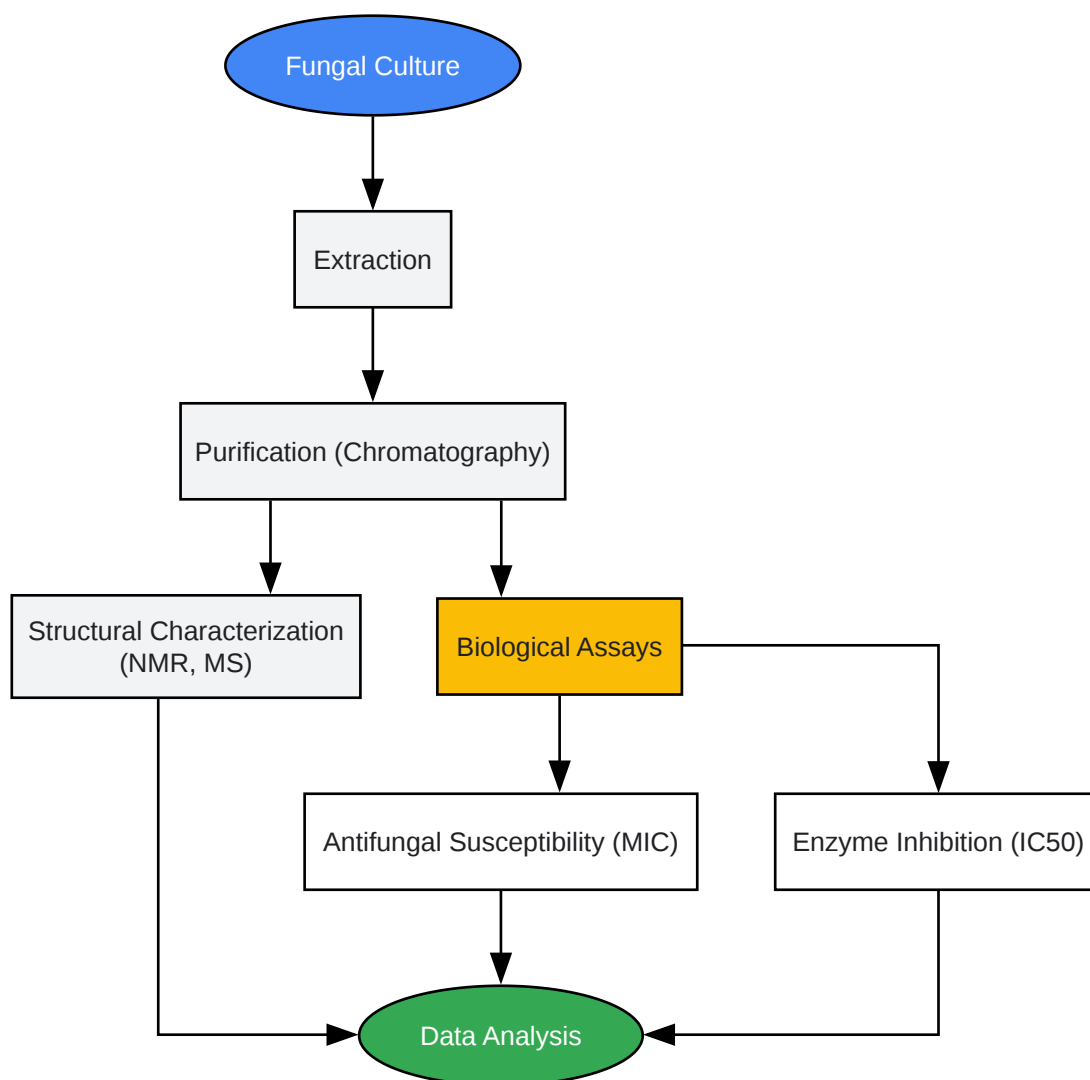 Fungal Culture
Extraction
Purification (Chromatography)
Structural Characterization
(NMR, MS)
Biological Assays
Antifungal Susceptibility (MIC)
Enzyme Inhibition (IC50)
Data Analysis